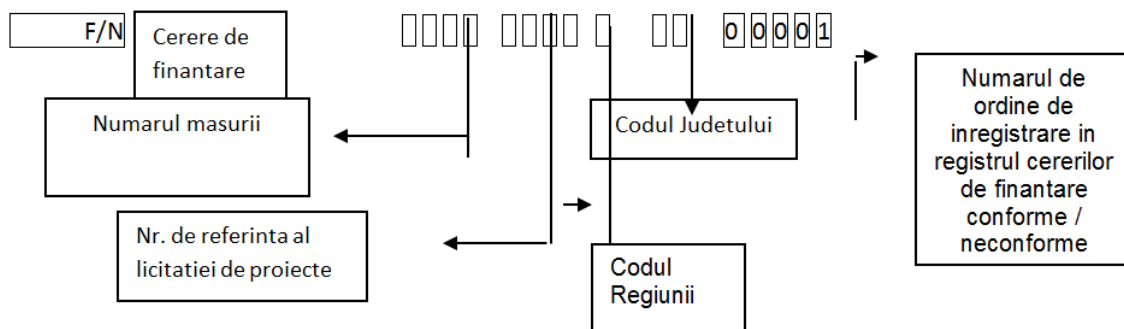 F/N
Cerere de
finantare
0 0 0 0 1
Numarul masurii
Codul Judetului
Numarul de
ordine de
inregistrare in
registrul cererilor
de finantare
conforme /
neconforme
Nr. de referinta al
licitatiei de proiecte
Codul
Regiunii